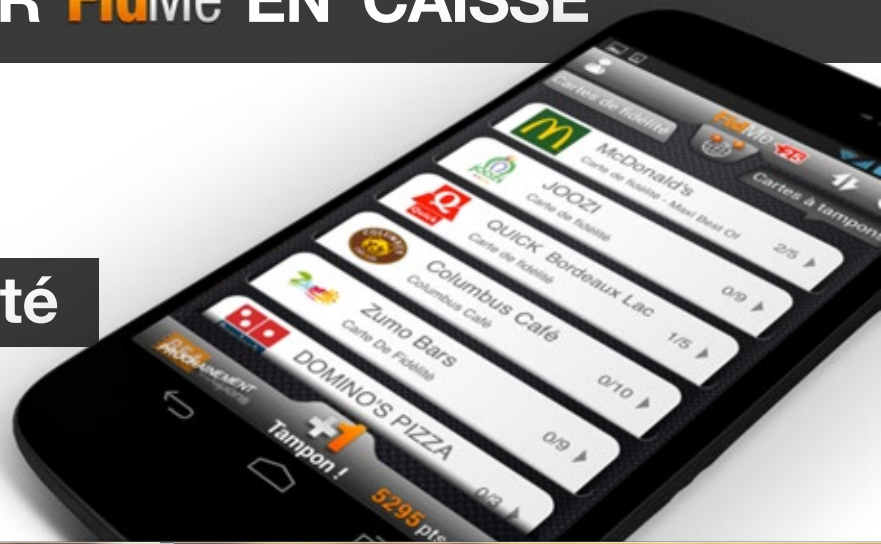 R FidMe EN CAISSE
té
Cartes de fidélité
FidMe
Cartes à tampons
McDonald's
Carte de fidélité - Maxi Best Of
2/5
JOOZI
Carte de fidélité
0/9
QUICK Bordeaux Lac
Carte de fidélité
1/5
Quick
Columbus Café
Columbus Café
0/10
Zumo Bars
Carte De Fidélité
0/9
DOMINO'S PIZZA
0/3
PROCHAINEMENT
+1
Tampon !
5295 pts